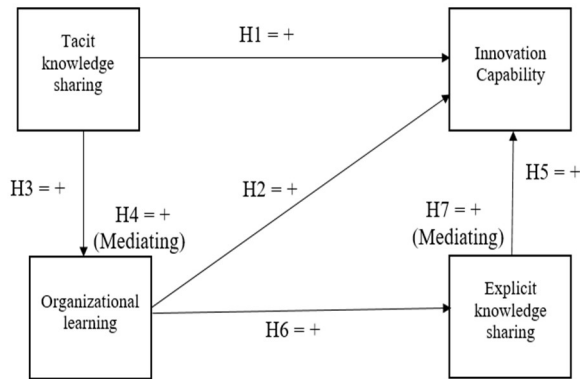 Tacit
knowledge
sharing
H1 = +
Innovation
Capability
H3 = +
H4 = +
(Mediating)
H2 = +
H7 = +
(Mediating)
H5 = +
Organizational
learning
H6 = +
Explicit
knowledge
sharing